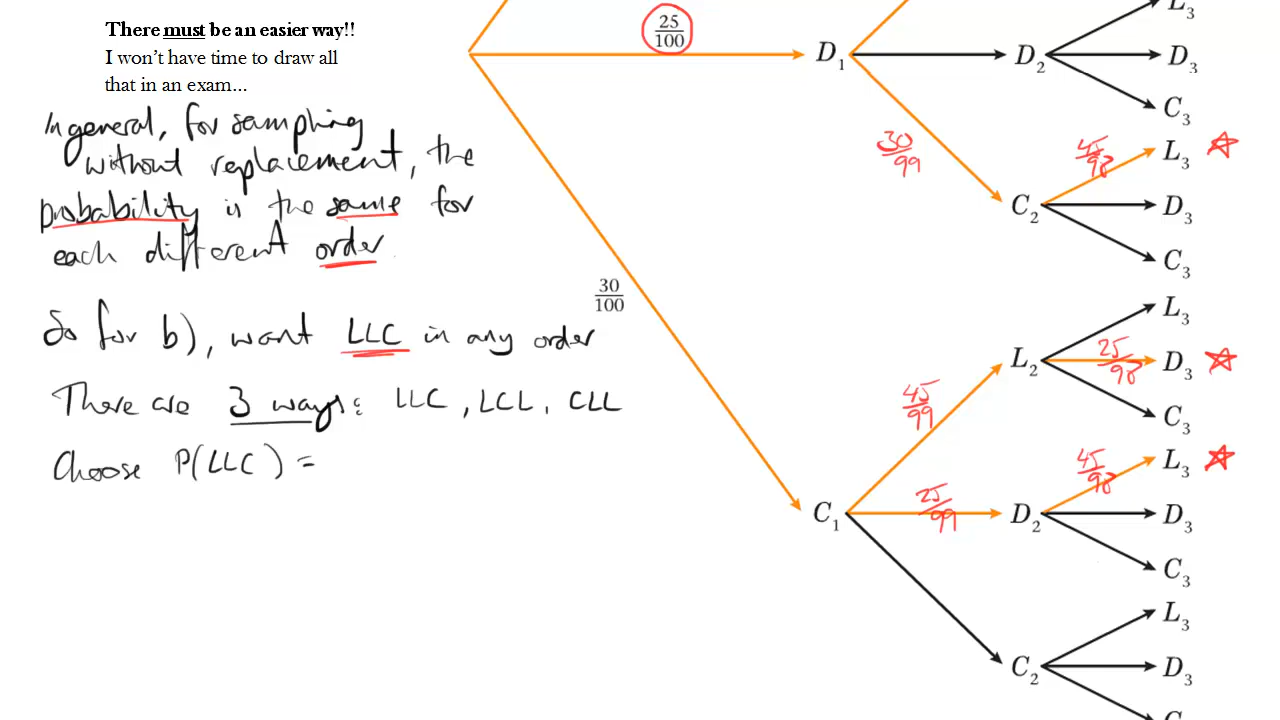 There must be an easier way!!
I won't have time to draw all
that in an exam...
In general, for sampling
without replacement, the
probability is the same for
each different order
So for b), want LLC in any order
There are 3 ways: LLC, LCL, CLL
Choose P(LLC) =
25/100
30/100
D₁
C₁
30/99
45/99
25/99
D₂
C₂
L₂
D₂
C₂
45/98
25/98
45/98
L₃
D₃
C₃
L₃
D₃
C₃
L₃
D₃
C₃
L₃
D₃
C₃
L₃
D₃